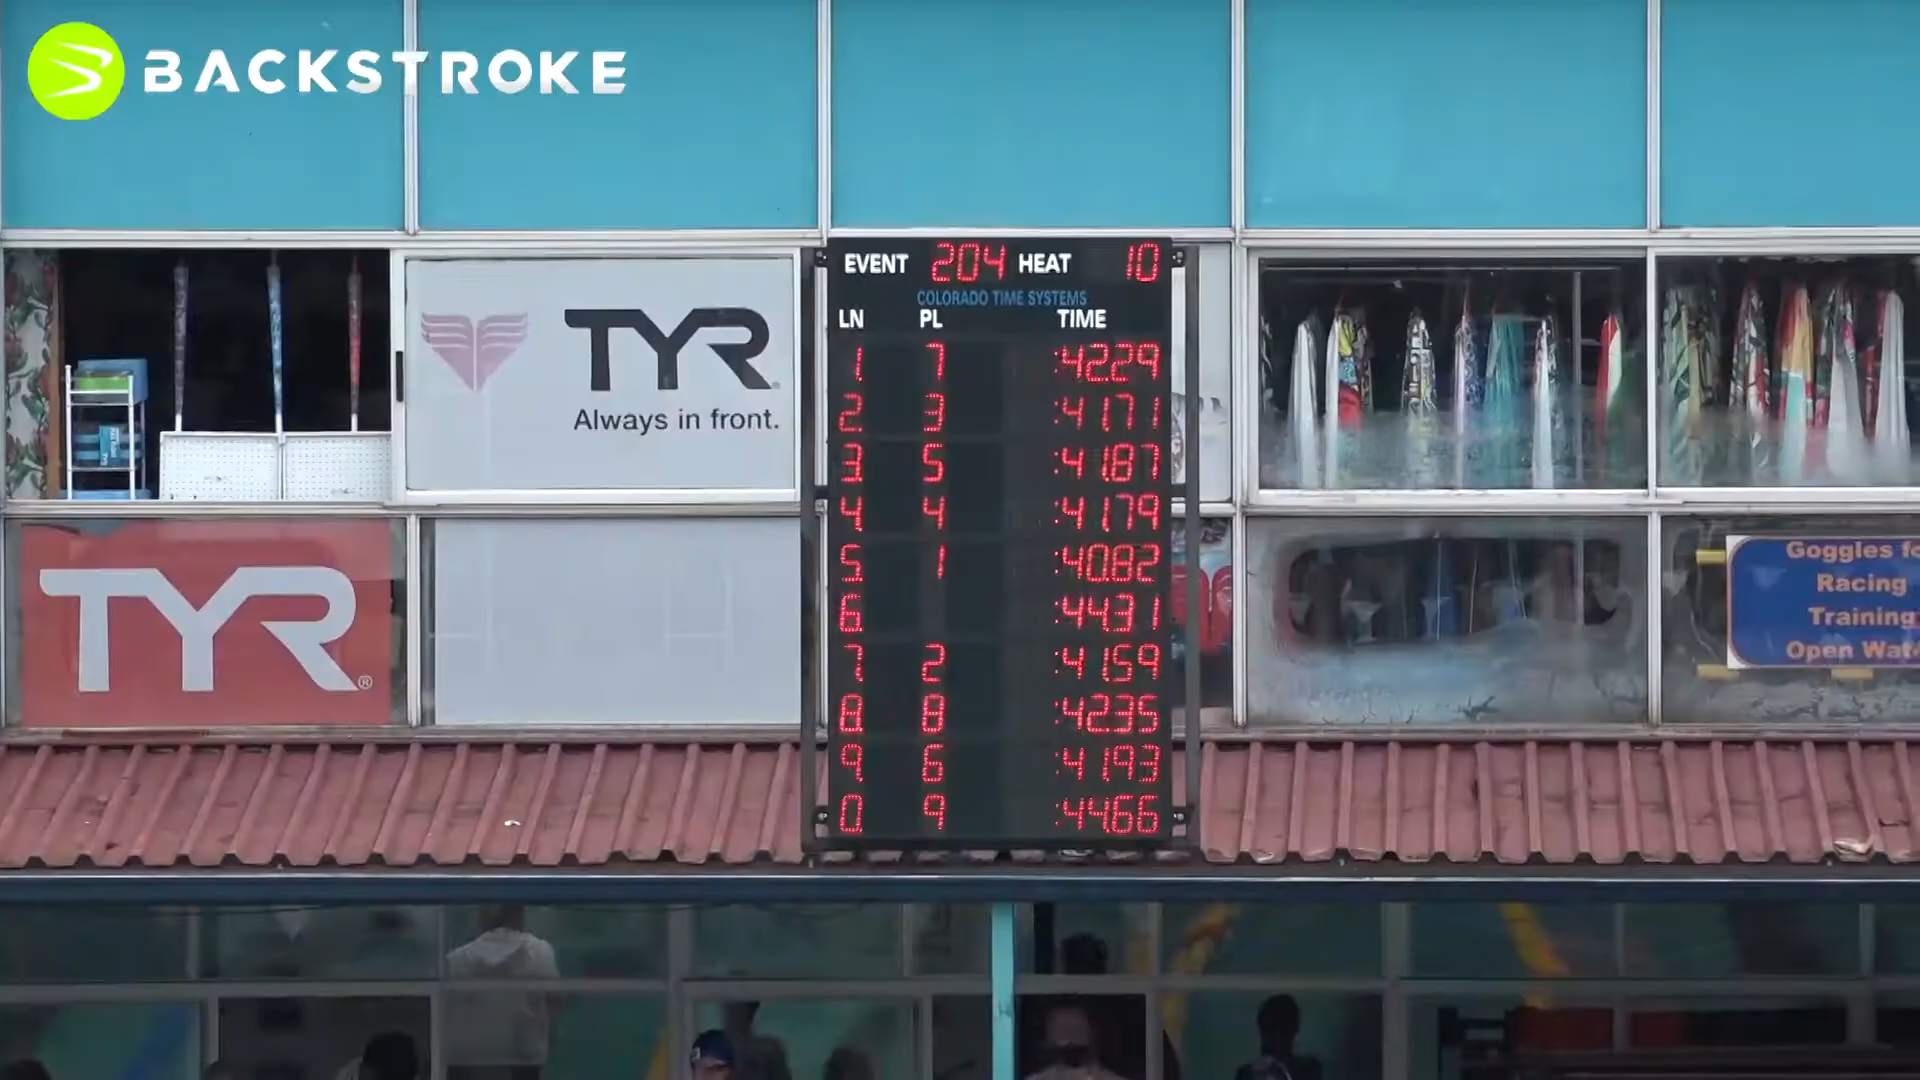 BACKSTROKE
EVENT 204 HEAT 10
COLORADO TIME SYSTEMS
LN PL TIME
1 7 :42.29
2 3 :41.71
3 5 :41.87
4 4 :41.79
5 1 :40.82
6 :44.31
7 2 :41.59
8 8 :42.35
9 6 :41.93
0 9 :44.66
TYR
Always in front.
TYR®
Goggles fo
Racing
Training
Open Wat